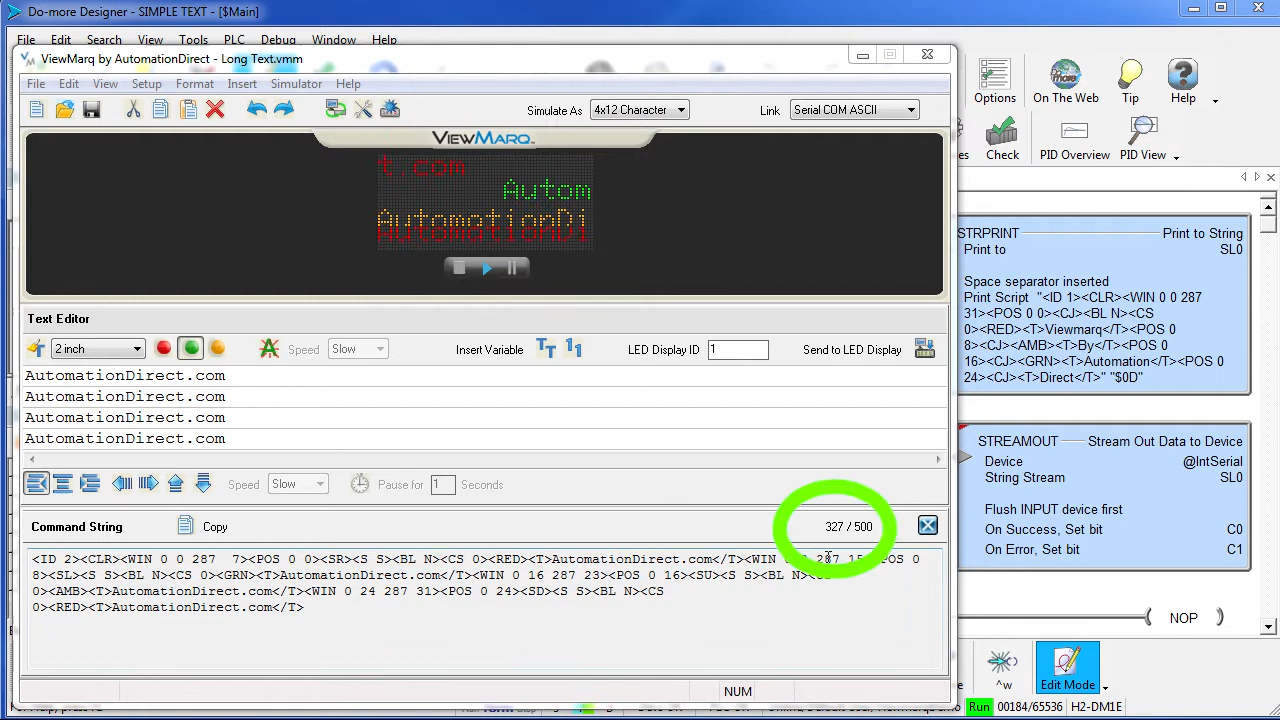 Do-more Designer - SIMPLE TEXT - [$Main]
File Edit Search View Tools PLC Debug Window Help
ViewMarq by AutomationDirect - Long Text.vmm
File Edit View Setup Format Insert Simulator Help
Simulate As 4x12 Character Link Serial COM ASCII
Options On The Web Tip Help
Check PID Overview PID View
VIEWMARQ
t com
Autom
AutomationDi
AutomationDi
Text Editor
2 inch Speed Slow Insert Variable LED Display ID 1 Send to LED Display
AutomationDirect.com
AutomationDirect.com
AutomationDirect.com
AutomationDirect.com
Speed Slow Pause for 1 Seconds
Command String Copy 327 / 500
<ID 2><CLR><WIN 0 0 287 7><POS 0 0><SR><S S><BL N><CS 0><RED><T>AutomationDirect.com</T><WIN 287 POS 0
8><SL><S S><BL N><CS 0><GRN><T>AutomationDirect.com</T><WIN 0 16 287 23><POS 0 16><SU><S S><BL N><CS
0><AMB><T>AutomationDirect.com</T><WIN 0 24 287 31><POS 0 24><SD><S S><BL N><CS
0><RED><T>AutomationDirect.com</T>
NUM
STRPRINT Print to String
Print to SL0
Space separator inserted
Print Script "<ID 1><CLR><WIN 0 0 287
31><POS 0 0><CJ><BL N><CS
0><RED><T>Viewmarq</T><POS 0
8><CJ><AMB><T>By</T><POS 0
16><CJ><GRN><T>Automation</T><POS 0
24><CJ><T>Direct</T>" "$0D"
STREAMOUT Stream Out Data to Device
Device @IntSerial
String Stream SL0
Flush INPUT device first
On Success, Set bit C0
On Error, Set bit C1
NOP
^w Edit Mode
Run 00184/65536 H2-DM1E